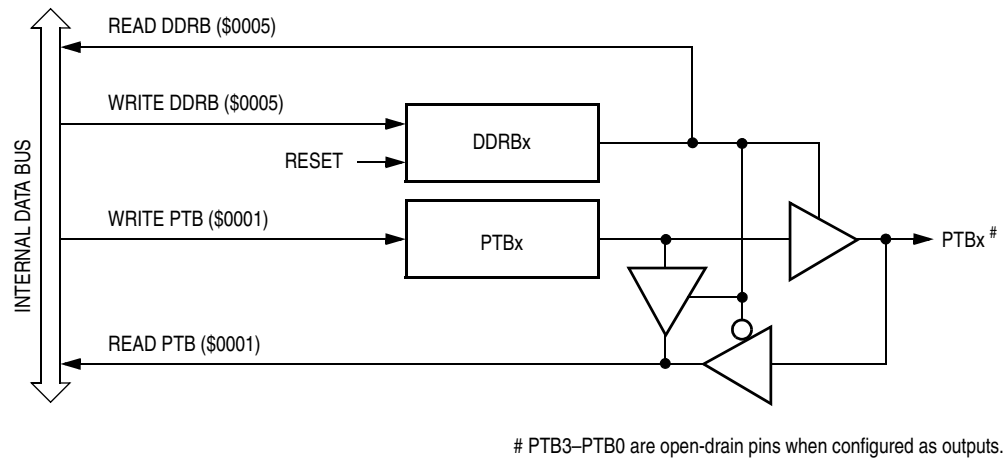 READ DDRB ($0005)
WRITE DDRB ($0005)
DDRBx
RESET
INTERNAL DATA BUS
WRITE PTB ($0001)
PTBx
PTBx #
READ PTB ($0001)
# PTB3–PTB0 are open-drain pins when configured as outputs.